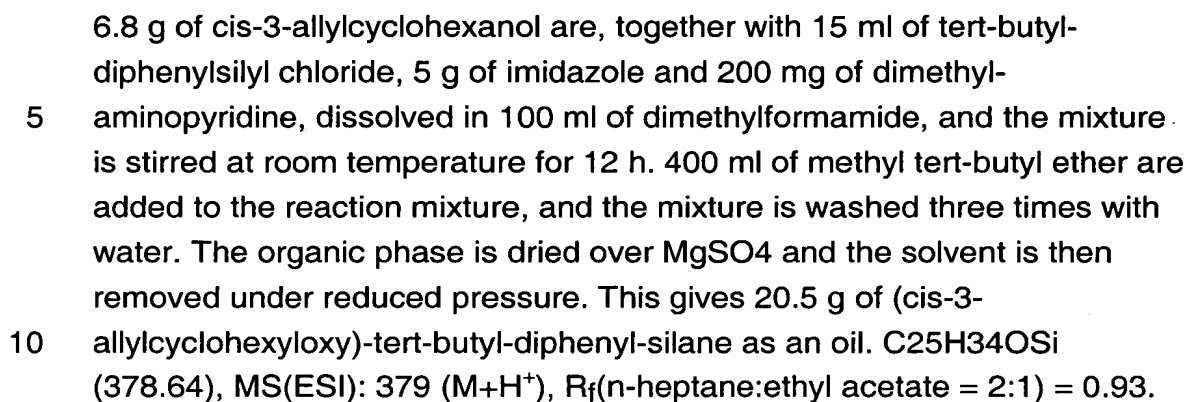 6.8 g of cis-3-allylcyclohexanol are, together with 15 ml of tert-butyl-
diphenylsilyl chloride, 5 g of imidazole and 200 mg of dimethyl-
5 aminopyridine, dissolved in 100 ml of dimethylformamide, and the mixture
is stirred at room temperature for 12 h. 400 ml of methyl tert-butyl ether are
added to the reaction mixture, and the mixture is washed three times with
water. The organic phase is dried over MgSO4 and the solvent is then
removed under reduced pressure. This gives 20.5 g of (cis-3-
10 allylcyclohexyloxy)-tert-butyl-diphenyl-silane as an oil. C25H34OSi
(378.64), MS(ESI): 379 (M+H⁺), Rf(n-heptane:ethyl acetate = 2:1) = 0.93.